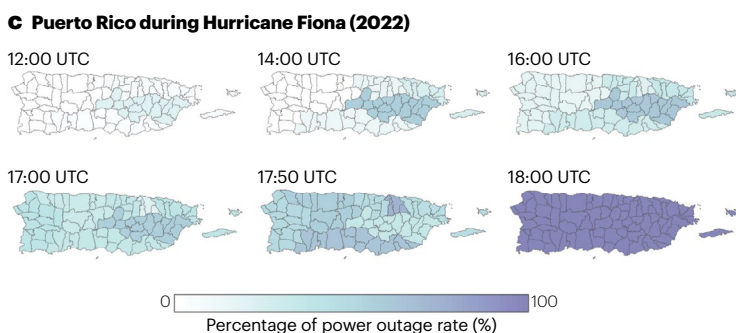 C Puerto Rico during Hurricane Fiona (2022)
12:00 UTC
14:00 UTC
16:00 UTC
17:00 UTC
17:50 UTC
18:00 UTC
0
100
Percentage of power outage rate (%)